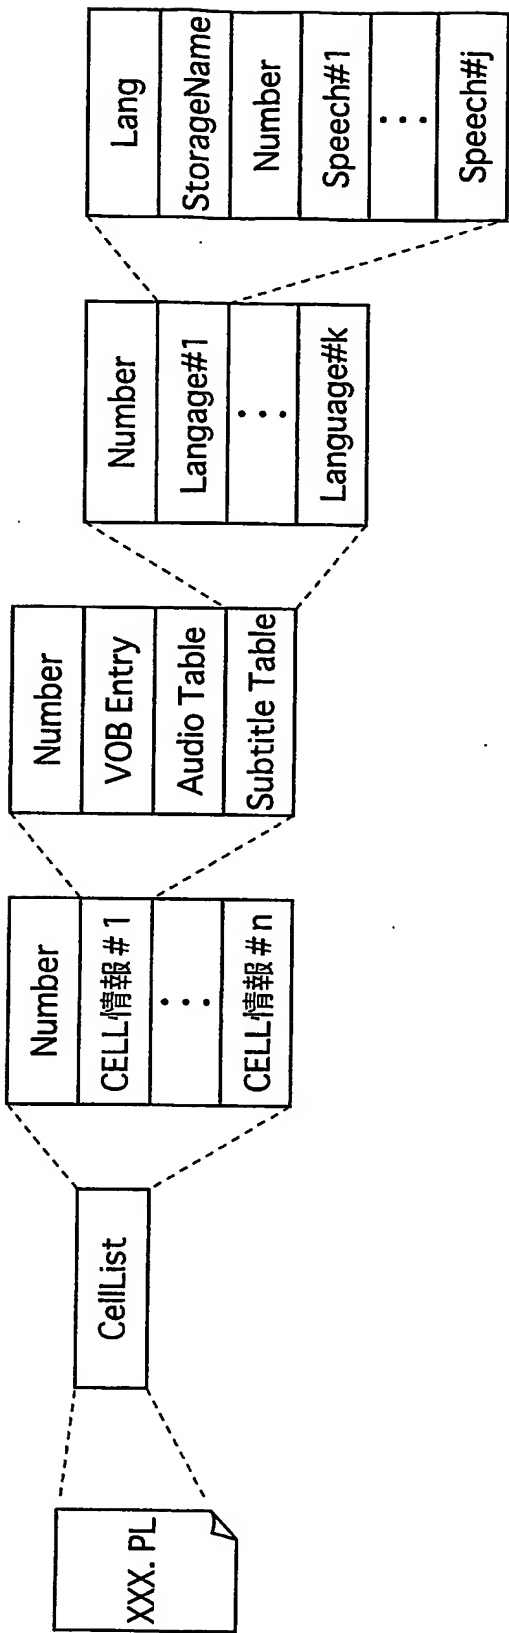 XXX. PL
CellList
Number
CELL情報#1
⋮
CELL情報#n
Number
VOB Entry
Audio Table
Subtitle Table
Number
Langage#1
⋮
Language#k
Lang
StorageName
Number
Speech#1
⋮
Speech#j